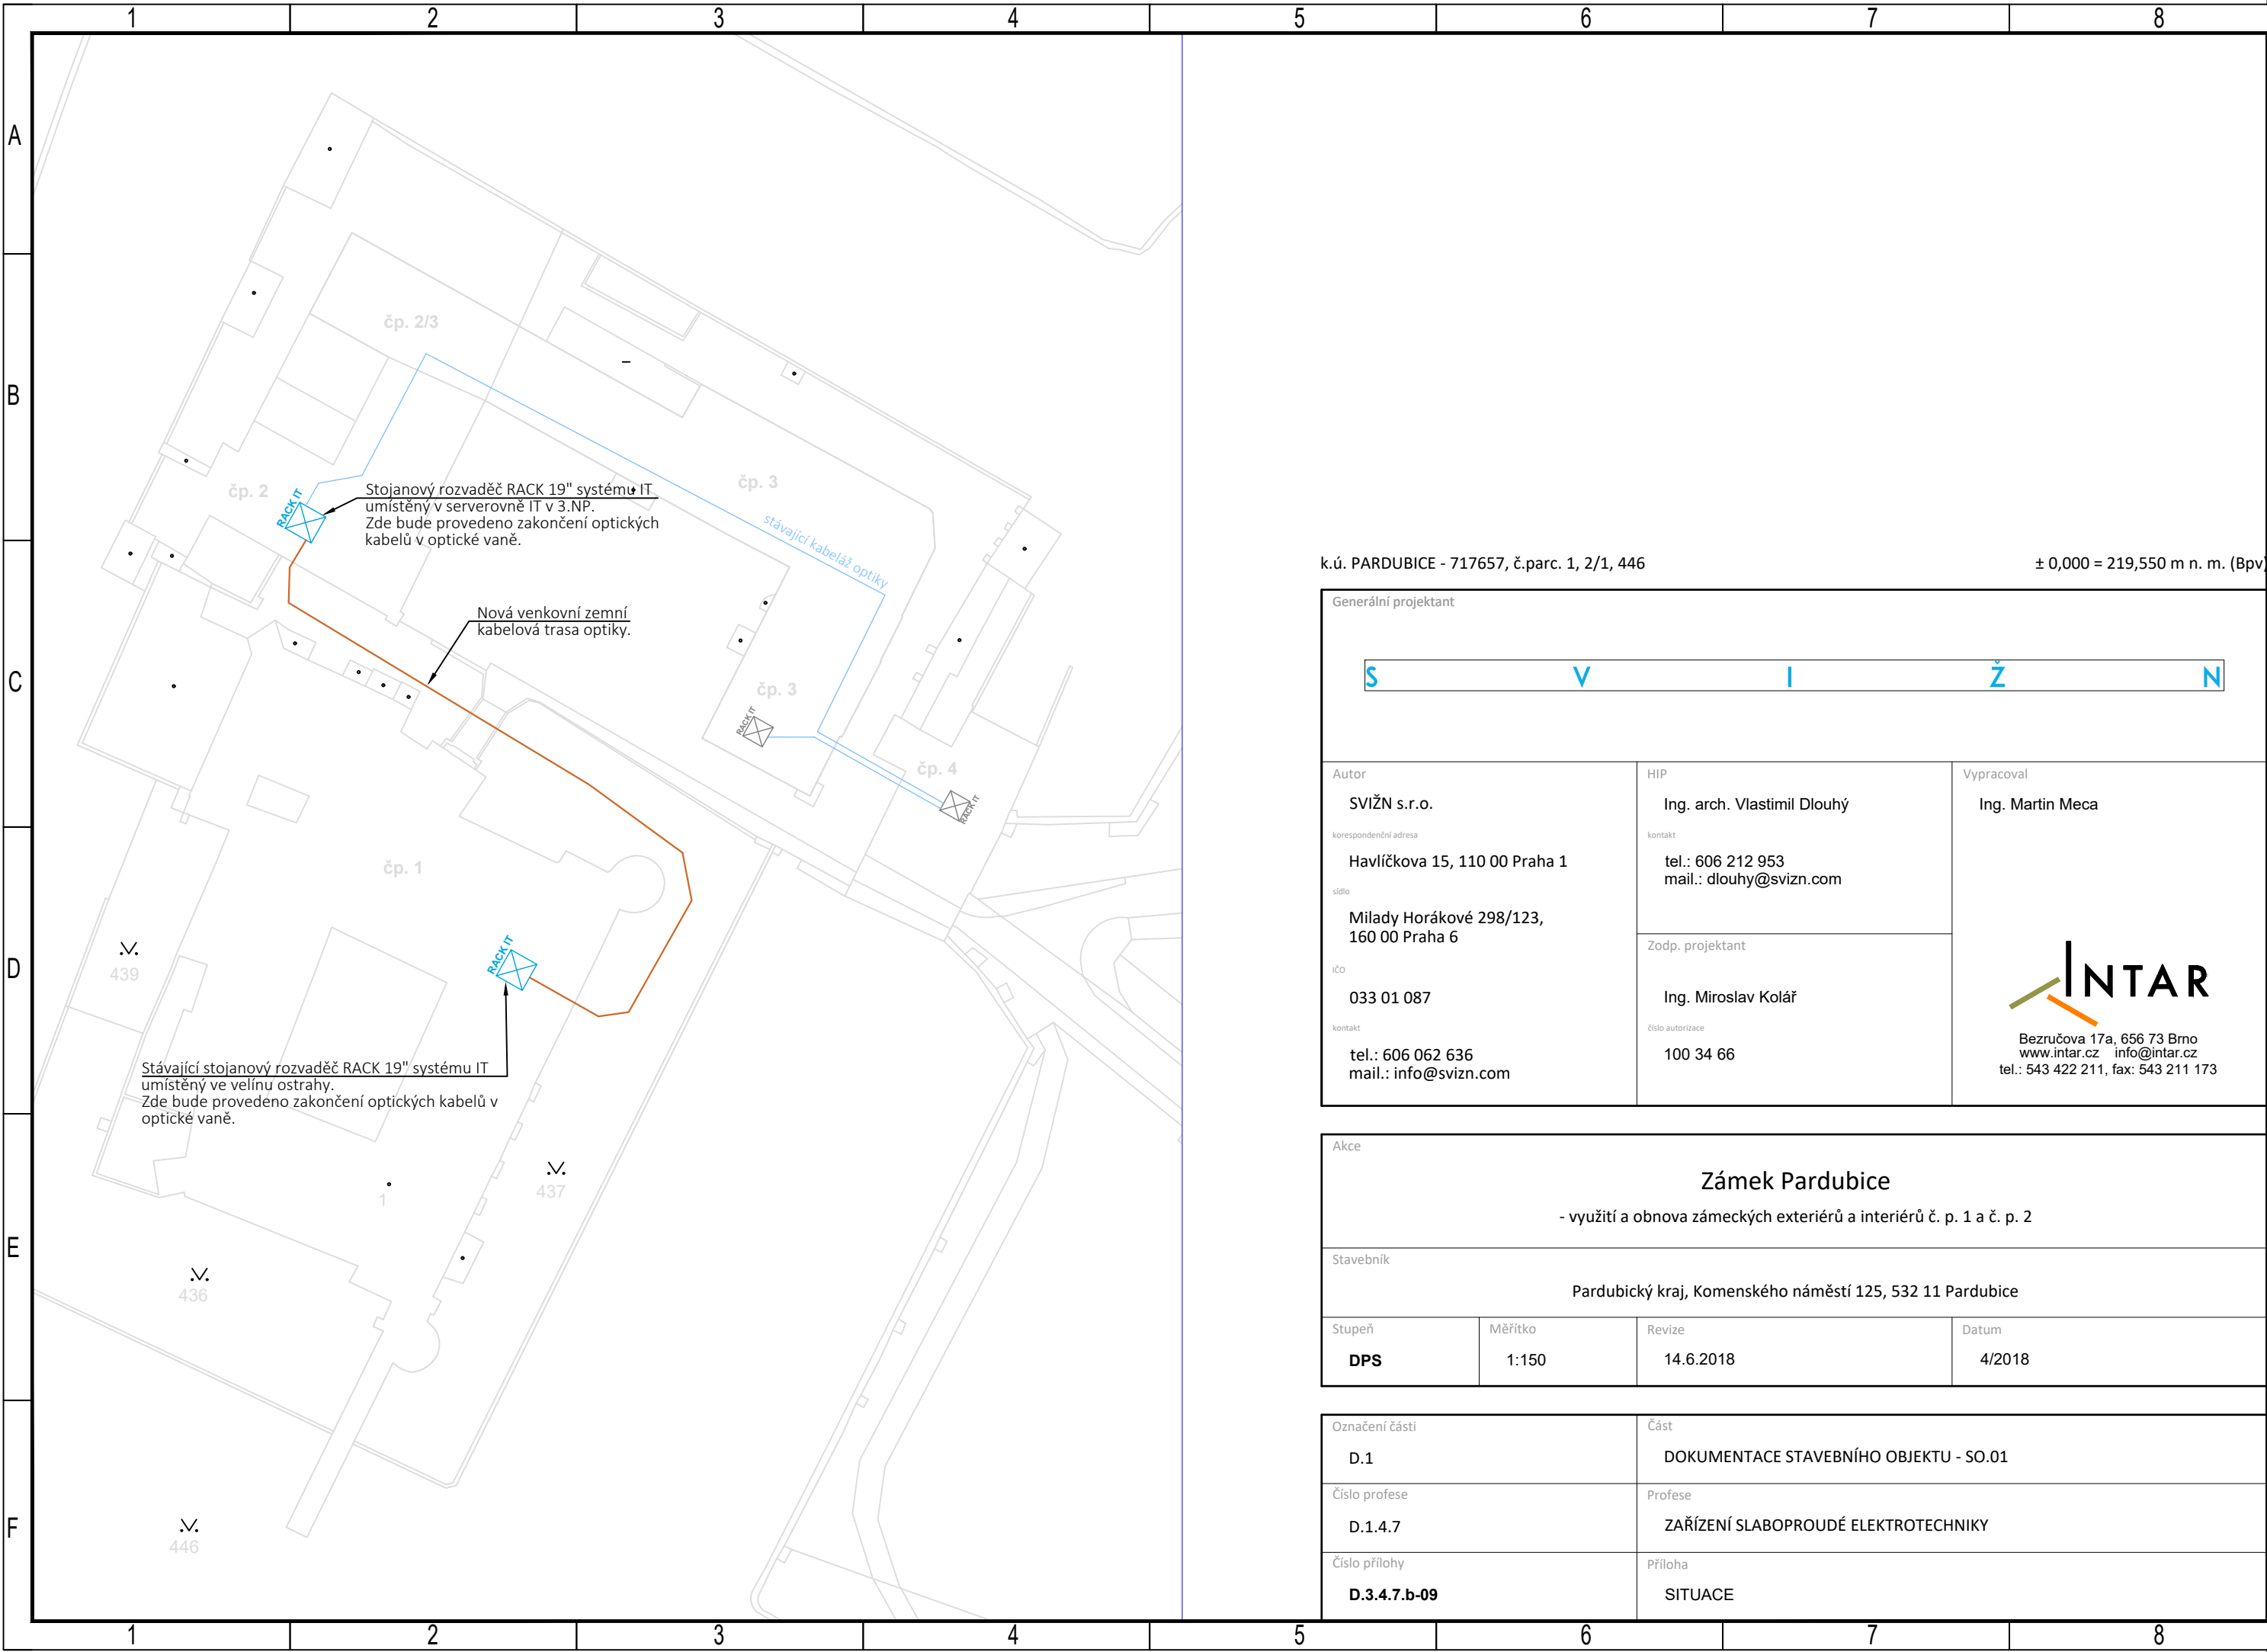 1 2 3 4 5 6 7 8
A
B
C
D
E
F
čp. 2/3
čp. 2
čp. 3
RACK IT
Stojanový rozvaděč RACK 19" systému IT
umístěný v serverovně IT v 3.NP.
Zde bude provedeno zakončení optických
kabelů v optické vaně.
stávající kabeláž optiky
Nová venkovní zemní
kabelová trasa optiky.
čp. 3
RACK IT
čp. 4
RACK IT
čp. 1
RACK IT
439
Stávající stojanový rozvaděč RACK 19" systému IT
umístěný ve velínu ostrahy.
Zde bude provedeno zakončení optických kabelů v
optické vaně.
437
1
436
446
k.ú. PARDUBICE - 717657, č.parc. 1, 2/1, 446
± 0,000 = 219,550 m n. m. (Bpv)
Generální projektant
S V I Ž N
Autor
SVIŽN s.r.o.
korespondenční adresa
Havlíčkova 15, 110 00 Praha 1
sídlo
Milady Horákové 298/123,
160 00 Praha 6
IČO
033 01 087
kontakt
tel.: 606 062 636
mail.: info@svizn.com
HIP
Ing. arch. Vlastimil Dlouhý
kontakt
tel.: 606 212 953
mail.: dlouhy@svizn.com
Zodp. projektant
Ing. Miroslav Kolář
číslo autorizace
100 34 66
Vypracoval
Ing. Martin Meca
INTAR
Bezručova 17a, 656 73 Brno
www.intar.cz info@intar.cz
tel.: 543 422 211, fax: 543 211 173
Akce
Zámek Pardubice
- využití a obnova zámeckých exteriérů a interiérů č. p. 1 a č. p. 2
Stavebník
Pardubický kraj, Komenského náměstí 125, 532 11 Pardubice
Stupeň
DPS
Měřítko
1:150
Revize
14.6.2018
Datum
4/2018
Označení části
D.1
Část
DOKUMENTACE STAVEBNÍHO OBJEKTU - SO.01
Číslo profese
D.1.4.7
Profese
ZAŘÍZENÍ SLABOPROUDÉ ELEKTROTECHNIKY
Číslo přílohy
D.3.4.7.b-09
Příloha
SITUACE
1 2 3 4 5 6 7 8